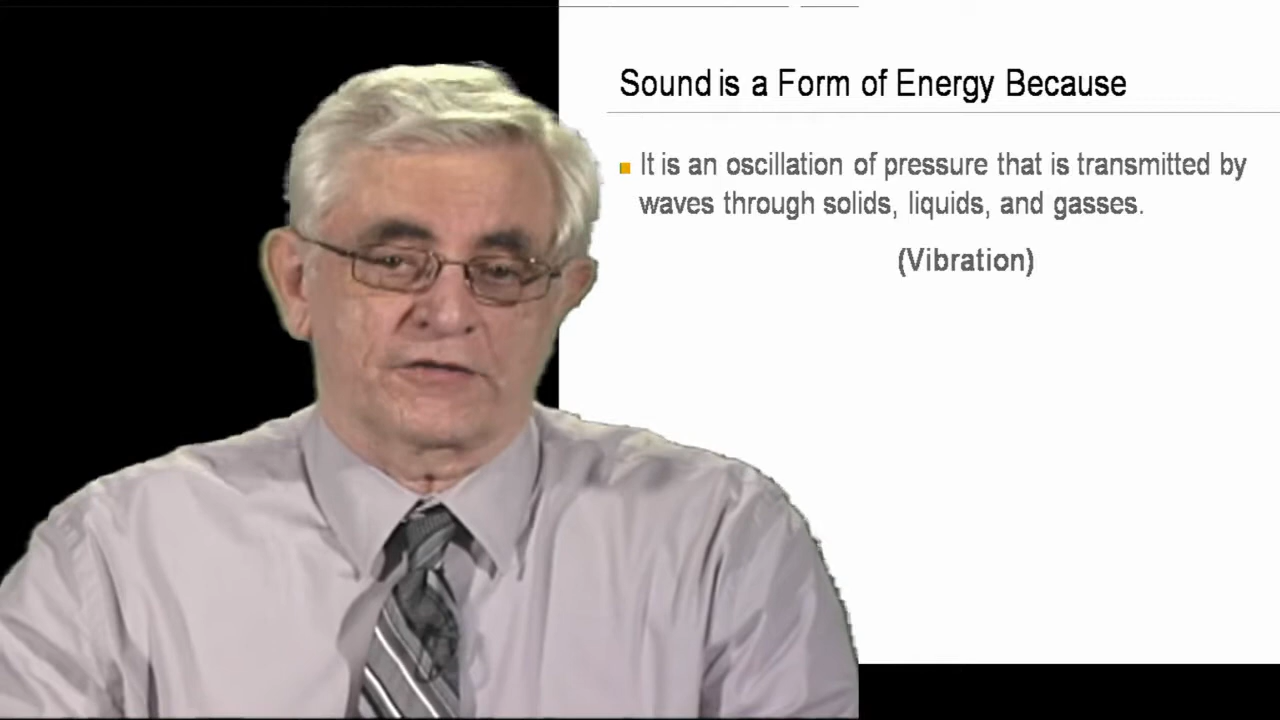 Sound is a Form of Energy Because
It is an oscillation of pressure that is transmitted by
waves through solids, liquids, and gasses.
(Vibration)